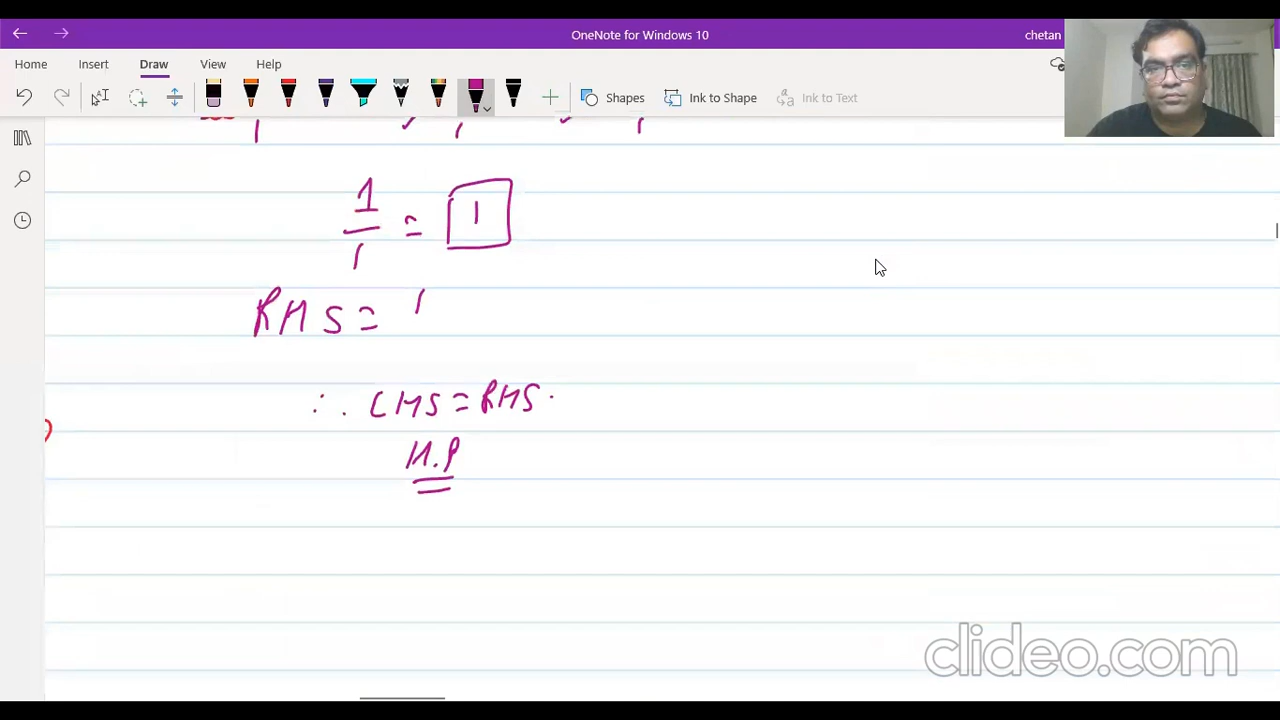 OneNote for Windows 10
chetan
Home Insert Draw View Help
Shapes Ink to Shape Ink to Text
1/1 = 1
RHS = 1
∴ LHS = RHS.
H.P
clideo.com